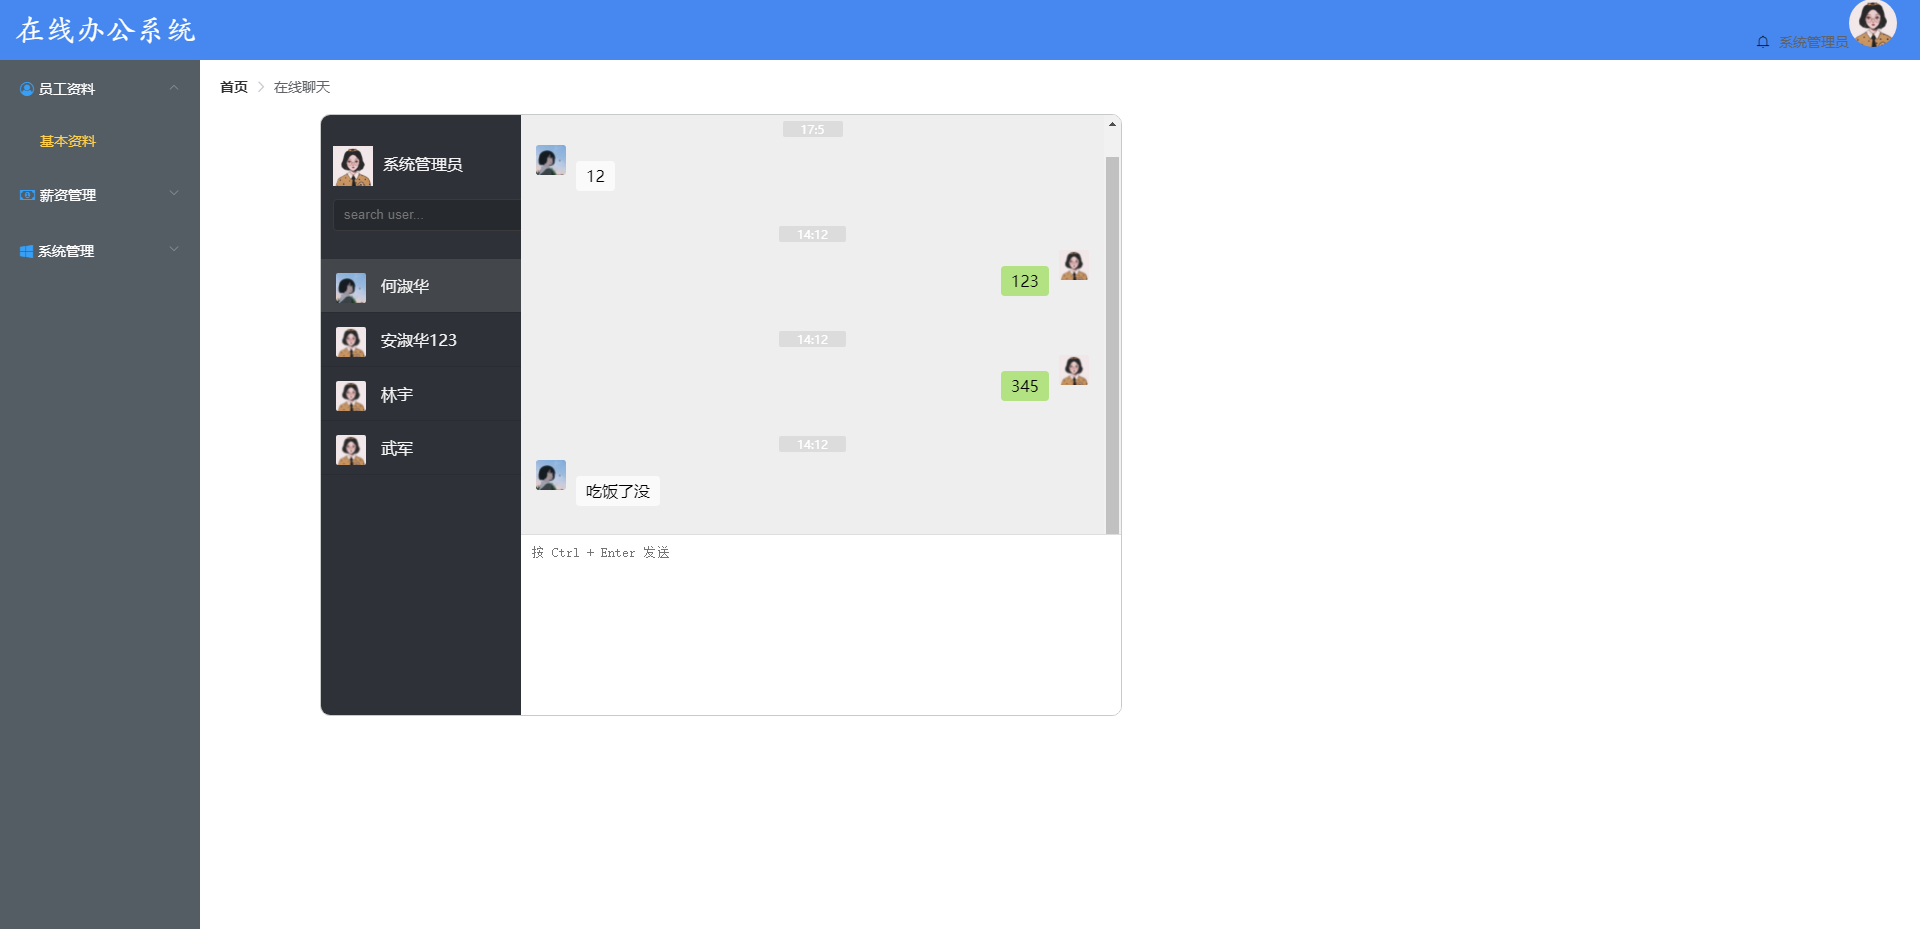 在线办公系统
系统管理员
员工资料
基本资料
薪资管理
系统管理
首页 在线聊天
系统管理员
search user...
何淑华
安淑华123
林宇
武军
17:5
12
14:12
123
14:12
345
14:12
吃饭了没
按 Ctrl + Enter 发送